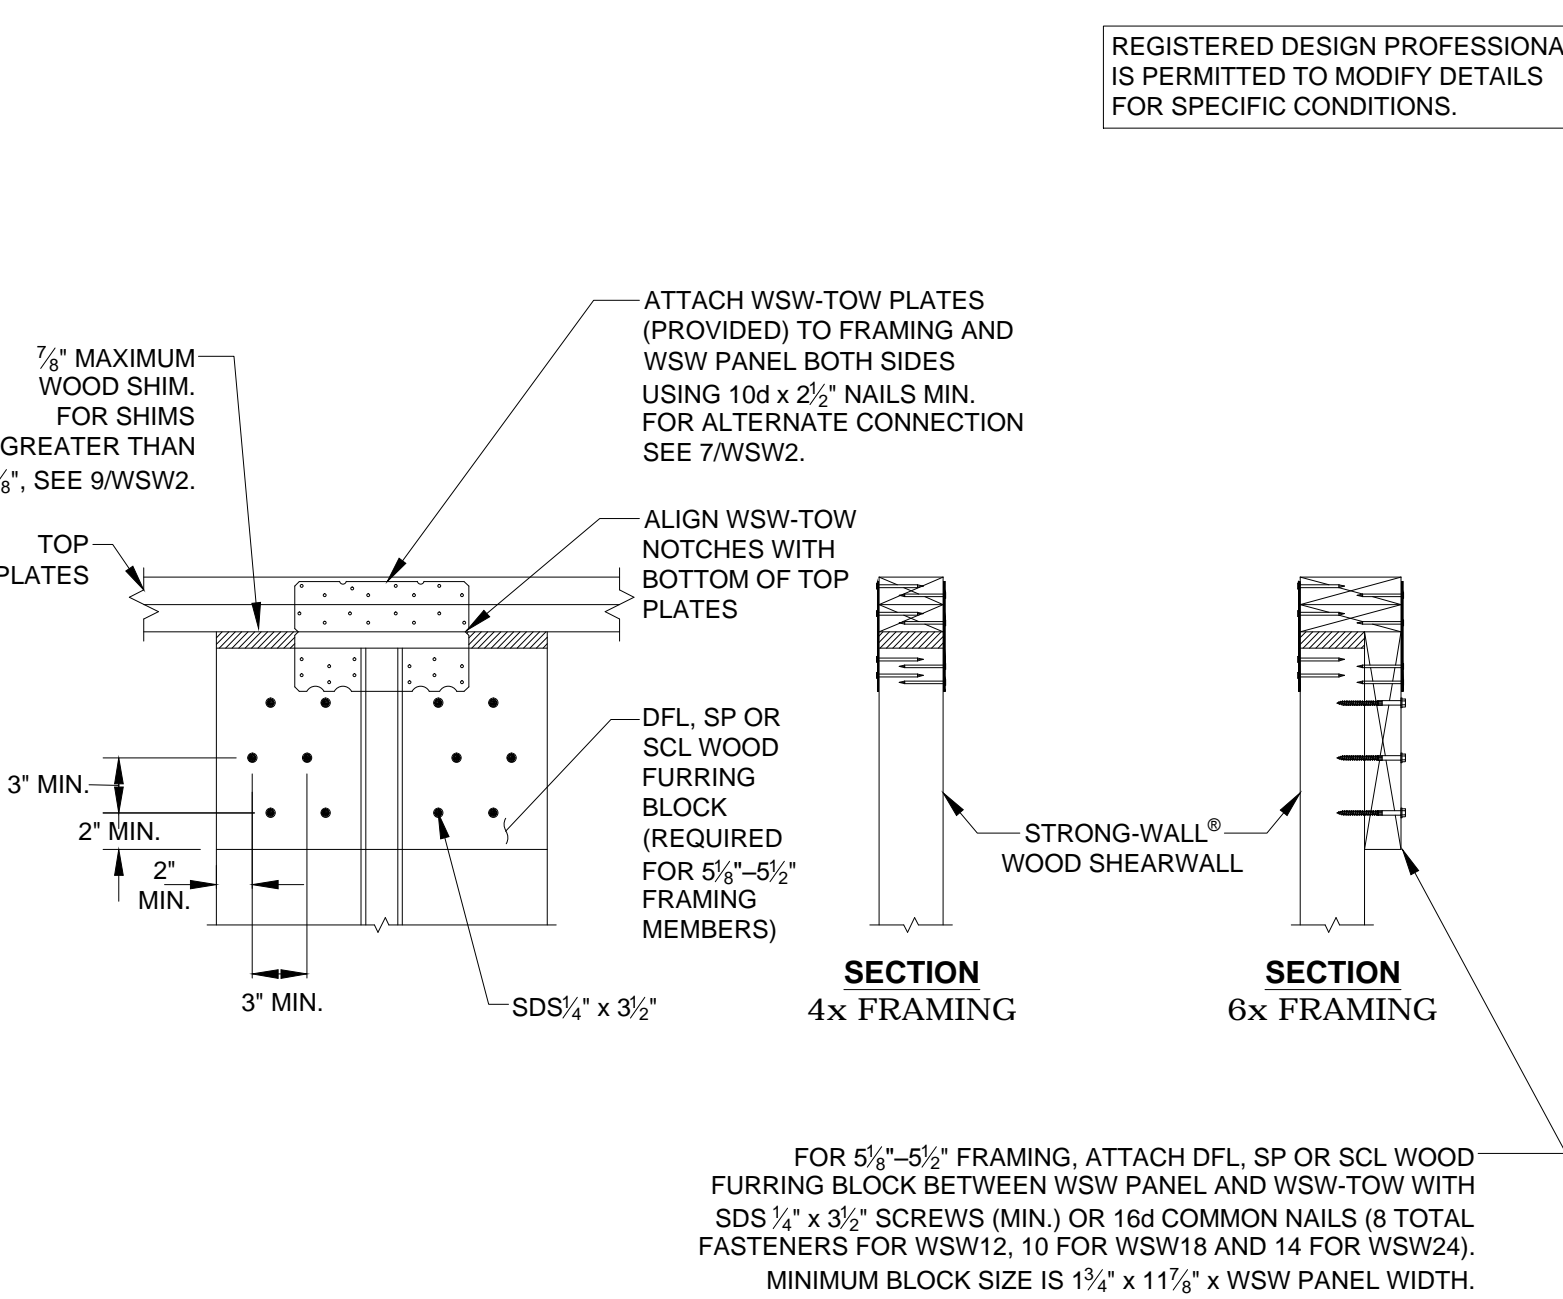 REGISTERED DESIGN PROFESSIONA
IS PERMITTED TO MODIFY DETAILS
FOR SPECIFIC CONDITIONS.
ATTACH WSW-TOW PLATES
(PROVIDED) TO FRAMING AND
WSW PANEL BOTH SIDES
USING 10d x 2½" NAILS MIN.
FOR ALTERNATE CONNECTION
SEE 7/WSW2.
⅞" MAXIMUM
WOOD SHIM.
FOR SHIMS
GREATER THAN
⁄8", SEE 9/WSW2.
ALIGN WSW-TOW
NOTCHES WITH
BOTTOM OF TOP
PLATES
TOP
PLATES
DFL, SP OR
SCL WOOD
FURRING
BLOCK
(REQUIRED
FOR 5⅛"–5½"
FRAMING
MEMBERS)
3" MIN.
2" MIN.
2"
MIN.
3" MIN.
SDS¼" x 3½"
STRONG-WALL®
WOOD SHEARWALL
SECTION
4x FRAMING
SECTION
6x FRAMING
FOR 5⅛"–5½" FRAMING, ATTACH DFL, SP OR SCL WOOD
FURRING BLOCK BETWEEN WSW PANEL AND WSW-TOW WITH
SDS ¼" x 3½" SCREWS (MIN.) OR 16d COMMON NAILS (8 TOTAL
FASTENERS FOR WSW12, 10 FOR WSW18 AND 14 FOR WSW24).
MINIMUM BLOCK SIZE IS 1¾" x 11⅞" x WSW PANEL WIDTH.